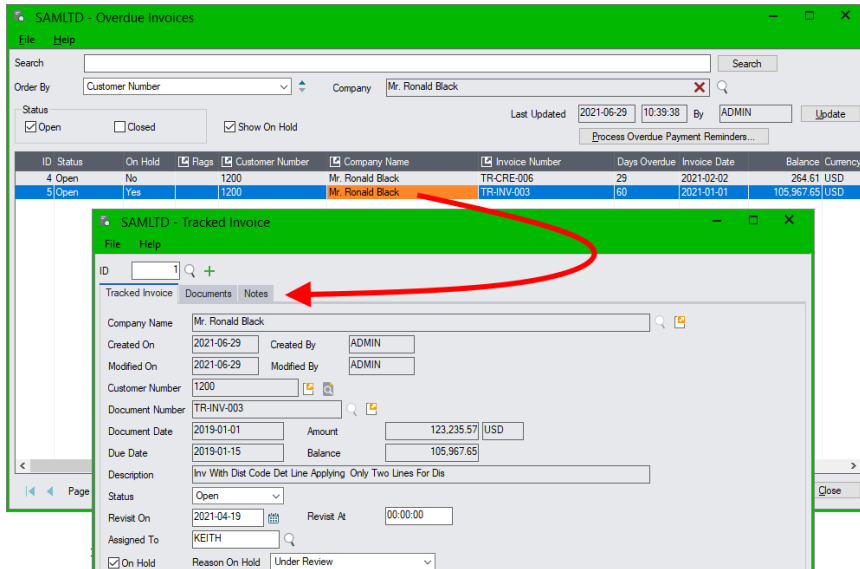 SAMLTD - Overdue Invoices
File Help
Search Search
Order By Customer Number Company Mr. Ronald Black
Status
Open Closed Show On Hold
Last Updated 2021-06-29 10:39:38 By ADMIN Update
Process Overdue Payment Reminders...
ID Status On Hold Flags Customer Number Company Name Invoice Number Days Overdue Invoice Date Balance Currency
4 Open No 1200 Mr. Ronald Black TR-CRE-006 29 2021-02-02 264.61 USD
5 Open Yes 1200 Mr. Ronald Black TR-INV-003 60 2021-01-01 105,967.65 USD
SAMLTD - Tracked Invoice
File Help
ID 1
Tracked Invoice Documents Notes
Company Name Mr. Ronald Black
Created On 2021-06-29 Created By ADMIN
Modified On 2021-06-29 Modified By ADMIN
Customer Number 1200
Document Number TR-INV-003
Document Date 2019-01-01 Amount 123,235.57 USD
Due Date 2019-01-15 Balance 105,967.65
Description Inv With Dist Code Det Line Applying Only Two Lines For Dis
Page Close
Status Open
Revisit On 2021-04-19 Revisit At 00:00:00
Assigned To KEITH
On Hold Reason On Hold Under Review